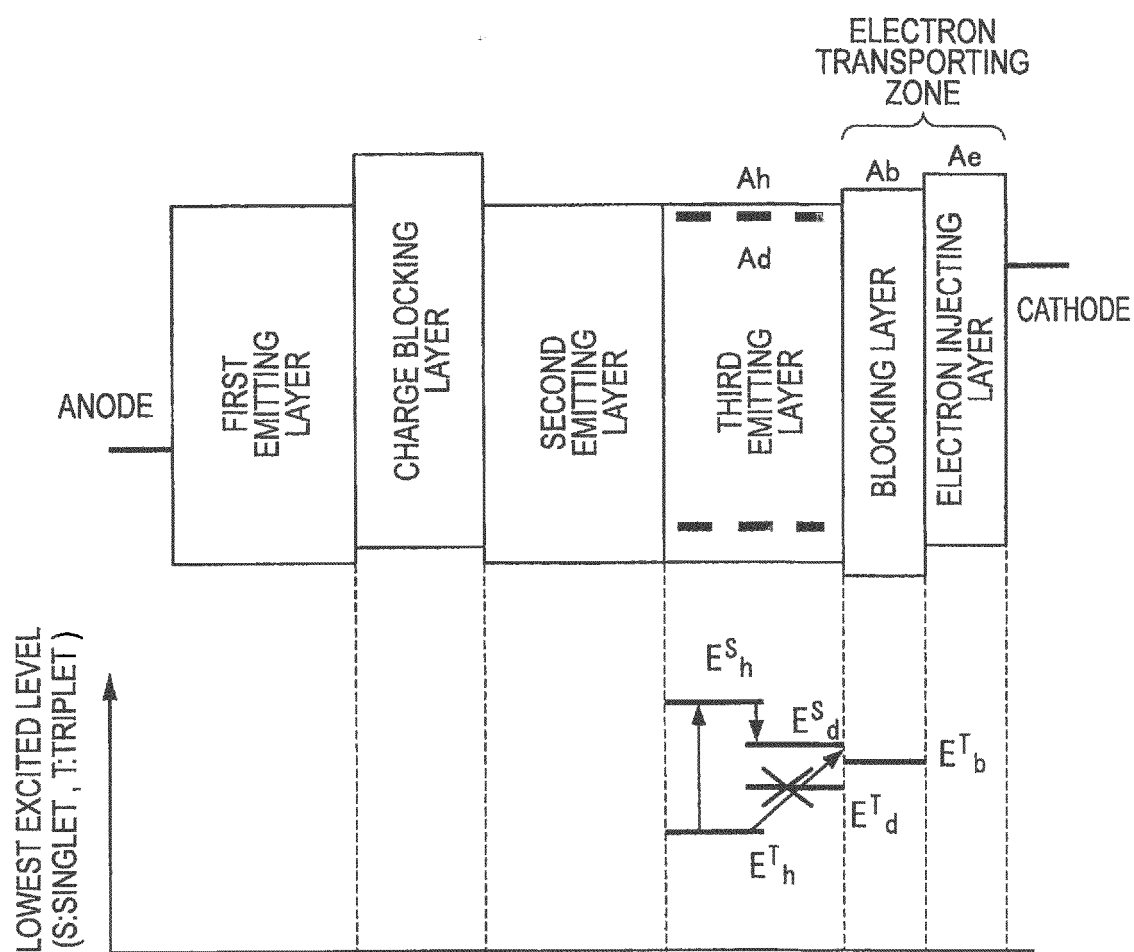 ELECTRON
TRANSPORTING
ZONE
Ah
Ab
Ae
Ad
ANODE
FIRST
EMITTING
LAYER
CHARGE BLOCKING
LAYER
SECOND
EMITTING
LAYER
THIRD
EMITTING
LAYER
BLOCKING LAYER
ELECTRON INJECTING
LAYER
CATHODE
LOWEST EXCITED LEVEL
(S:SINGLET, T:TRIPLET)
E^S_h
E^S_d
E^T_b
E^T_d
E^T_h